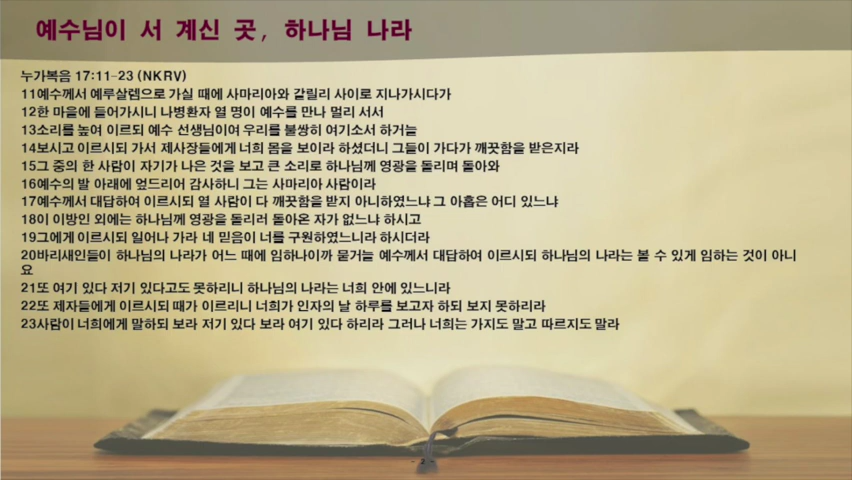 예수님이 서 계신 곳, 하나님 나라
누가복음 17:11-23 (NKRV)
11예수께서 예루살렘으로 가실 때에 사마리아와 갈릴리 사이로 지나가시다가
12한 마을에 들어가시니 나병환자 열 명이 예수를 만나 멀리 서서
13소리를 높여 이르되 예수 선생님이여 우리를 불쌍히 여기소서 하거늘
14보시고 이르시되 가서 제사장들에게 너희 몸을 보이라 하셨더니 그들이 가다가 깨끗함을 받은지라
15그 중의 한 사람이 자기가 나은 것을 보고 큰 소리로 하나님께 영광을 돌리며 돌아와
16예수의 발 아래에 엎드리어 감사하니 그는 사마리아 사람이라
17예수께서 대답하여 이르시되 열 사람이 다 깨끗함을 받지 아니하였느냐 그 아홉은 어디 있느냐
18이 이방인 외에는 하나님께 영광을 돌리러 돌아온 자가 없느냐 하시고
19그에게 이르시되 일어나 가라 네 믿음이 너를 구원하였느니라 하시더라
20바리새인들이 하나님의 나라가 어느 때에 임하나이까 묻거늘 예수께서 대답하여 이르시되 하나님의 나라는 볼 수 있게 임하는 것이 아니
요
21또 여기 있다 저기 있다고도 못하리니 하나님의 나라는 너희 안에 있느니라
22또 제자들에게 이르시되 때가 이르리니 너희가 인자의 날 하루를 보고자 하되 보지 못하리라
23사람이 너희에게 말하되 보라 저기 있다 보라 여기 있다 하리라 그러나 너희는 가지도 말고 따르지도 말라